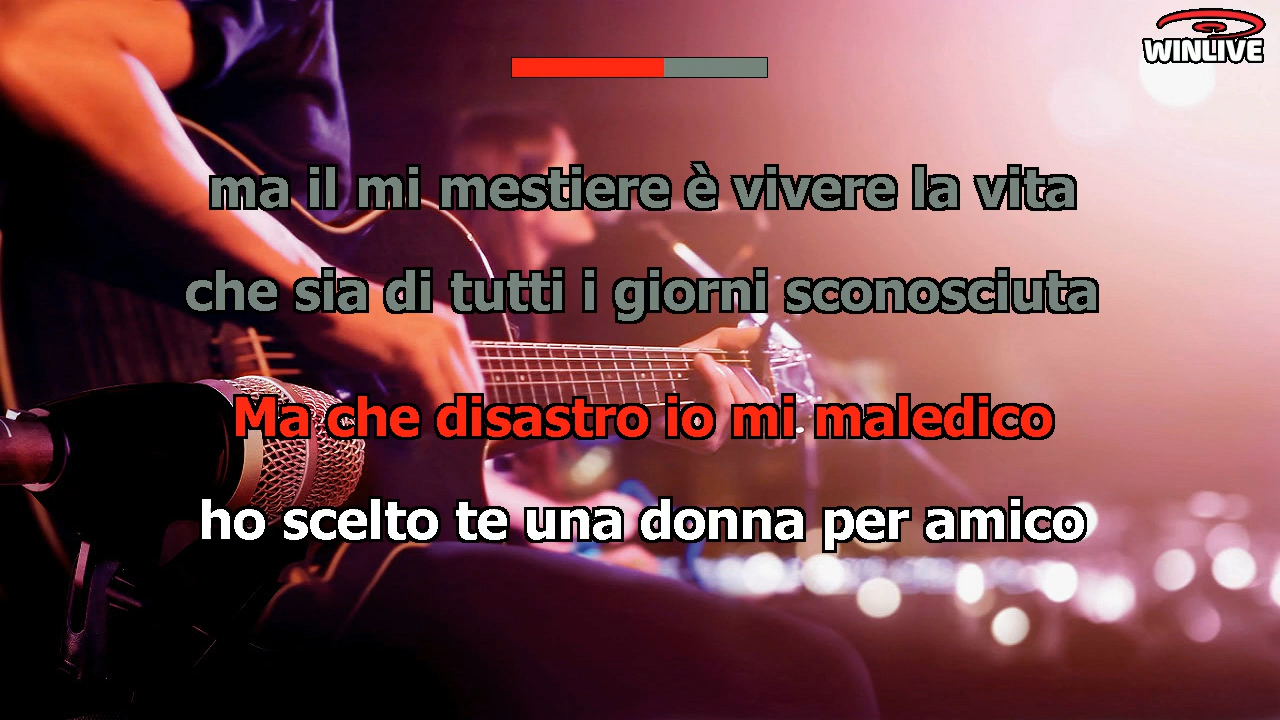 WINLIVE
ma il mi mestiere è vivere la vita
che sia di tutti i giorni sconosciuta
Ma che disastro io mi maledico
ho scelto te una donna per amico